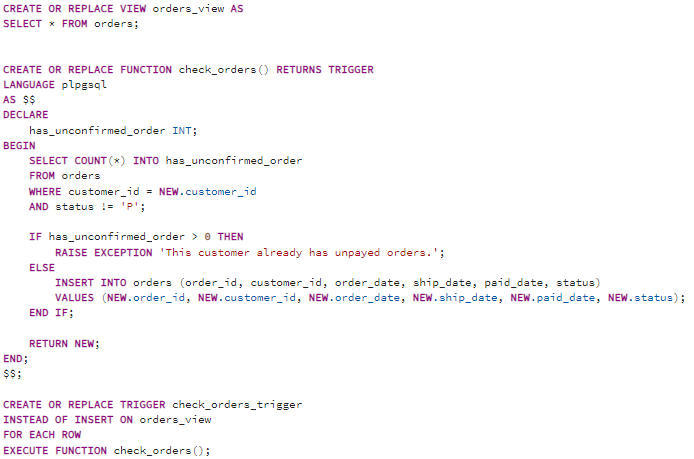 CREATE OR REPLACE VIEW orders_view AS
SELECT * FROM orders;
CREATE OR REPLACE FUNCTION check_orders() RETURNS TRIGGER
LANGUAGE plpgsql
AS $$
DECLARE
    has_unconfirmed_order INT;
BEGIN
    SELECT COUNT(*) INTO has_unconfirmed_order
    FROM orders
    WHERE customer_id = NEW.customer_id
    AND status != 'P';
    IF has_unconfirmed_order > 0 THEN
        RAISE EXCEPTION 'This customer already has unpayed orders.';
    ELSE
        INSERT INTO orders (order_id, customer_id, order_date, ship_date, paid_date, status)
        VALUES (NEW.order_id, NEW.customer_id, NEW.order_date, NEW.ship_date, NEW.paid_date, NEW.status);
    END IF;
    RETURN NEW;
END;
$$;
CREATE OR REPLACE TRIGGER check_orders_trigger
INSTEAD OF INSERT ON orders_view
FOR EACH ROW
EXECUTE FUNCTION check_orders();